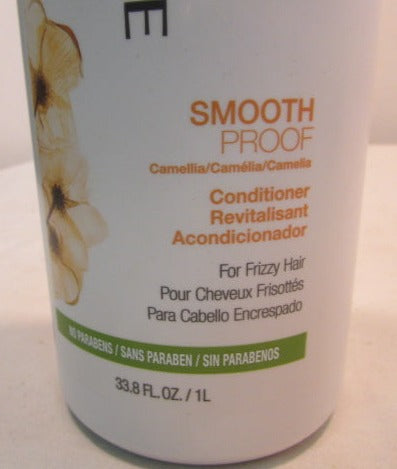 E
SMOOTH
PROOF
Camellia/Camélia/Camelia
Conditioner
Revitalisant
Acondicionador
For Frizzy Hair
Pour Cheveux Frisottés
Para Cabello Encrespado
NO PARABENS / SANS PARABEN / SIN PARABENOS
33.8 FL.OZ. / 1L